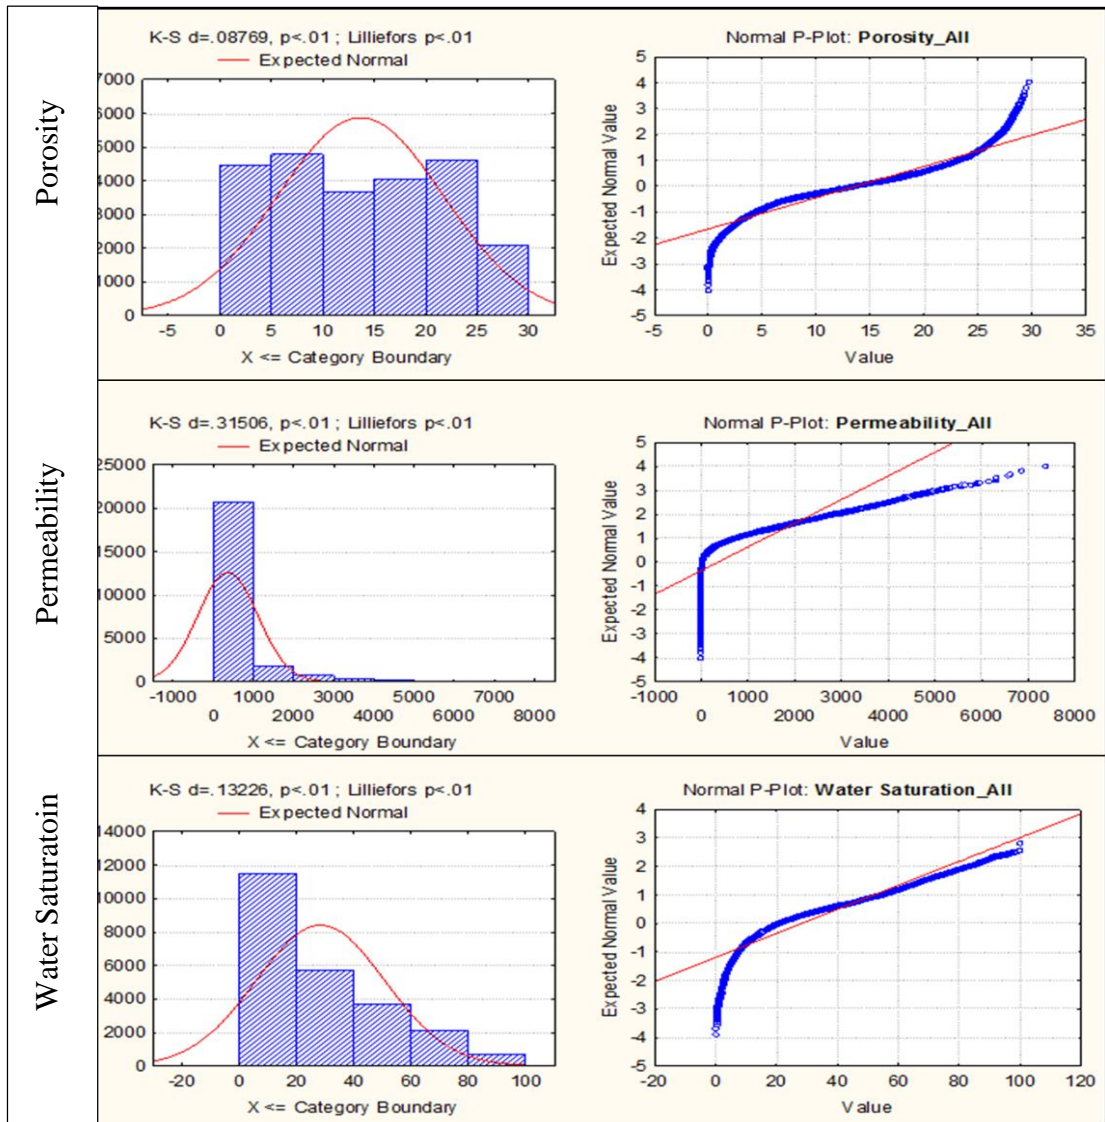 Porosity
K-S d=.08769, p<.01 ; Lilliefors p<.01
Expected Normal
7000
6000
5000
4000
3000
2000
1000
0
-5 0 5 10 15 20 25 30
X <= Category Boundary
Normal P-Plot: Porosity_All
Expected Normal Value
5
4
3
2
1
0
-1
-2
-3
-4
-5
-5 0 5 10 15 20 25 30 35
Value
Permeability
K-S d=.31506, p<.01 ; Lilliefors p<.01
Expected Normal
25000
20000
15000
10000
5000
0
-1000 1000 3000 5000 7000
0 2000 4000 6000 8000
X <= Category Boundary
Normal P-Plot: Permeability_All
Expected Normal Value
5
4
3
2
1
0
-1
-2
-3
-4
-5
-1000 1000 3000 5000 7000
0 2000 4000 6000 8000
Value
Water Saturatoin
K-S d=.13226, p<.01 ; Lilliefors p<.01
Expected Normal
14000
12000
10000
8000
6000
4000
2000
0
-20 0 20 40 60 80 100
X <= Category Boundary
Normal P-Plot: Water Saturation_All
Expected Normal Value
4
3
2
1
0
-1
-2
-3
-4
-5
-20 0 20 40 60 80 100 120
Value